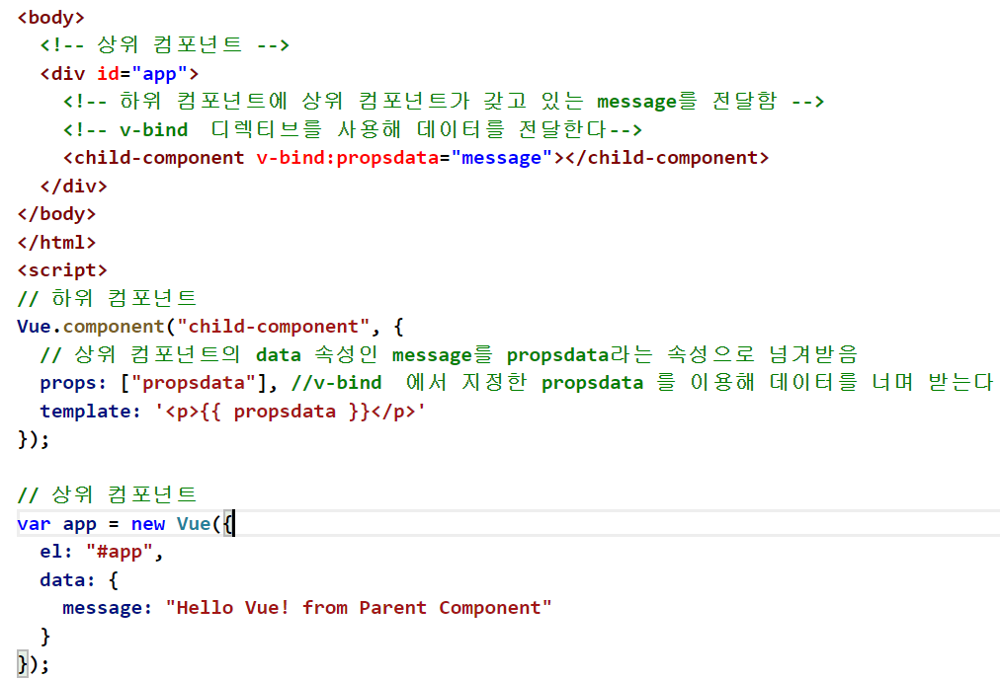 <body>
  <!-- 상위 컴포넌트 -->
  <div id="app">
    <!-- 하위 컴포넌트에 상위 컴포넌트가 갖고 있는 message를 전달함 -->
    <!-- v-bind  디렉티브를 사용해 데이터를 전달한다-->
    <child-component v-bind:propsdata="message"></child-component>
  </div>
</body>
</html>
<script>
// 하위 컴포넌트
Vue.component("child-component", {
  // 상위 컴포넌트의 data 속성인 message를 propsdata라는 속성으로 넘겨받음
  props: ["propsdata"], //v-bind  에서 지정한 propsdata 를 이용해 데이터를 너며 받는다
  template: '<p>{{ propsdata }}</p>'
});

// 상위 컴포넌트
var app = new Vue({
  el: "#app",
  data: {
    message: "Hello Vue! from Parent Component"
  }
});